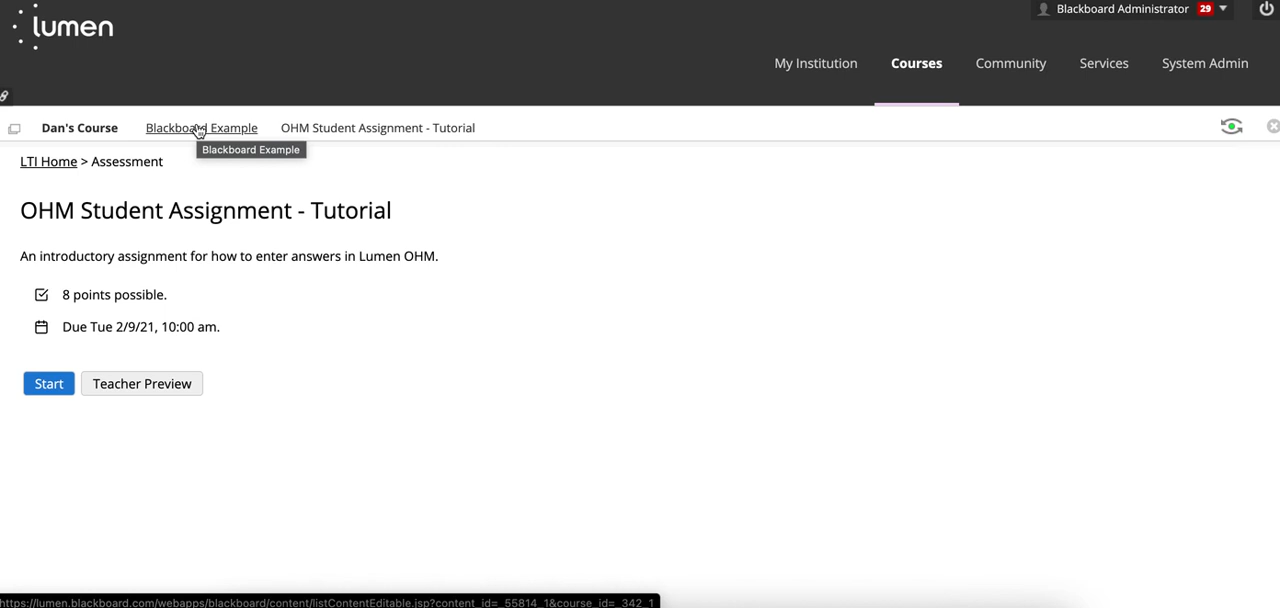 lumen
Blackboard Administrator 29
My Institution Courses Community Services System Admin
Dan's Course Blackboard Example OHM Student Assignment - Tutorial
Blackboard Example
LTI Home > Assessment
OHM Student Assignment - Tutorial
An introductory assignment for how to enter answers in Lumen OHM.
8 points possible.
Due Tue 2/9/21, 10:00 am.
Start Teacher Preview
https://lumen.blackboard.com/webapps/blackboard/content/listContentEditable.jsp?content_id=_55814_1&course_id=_342_1